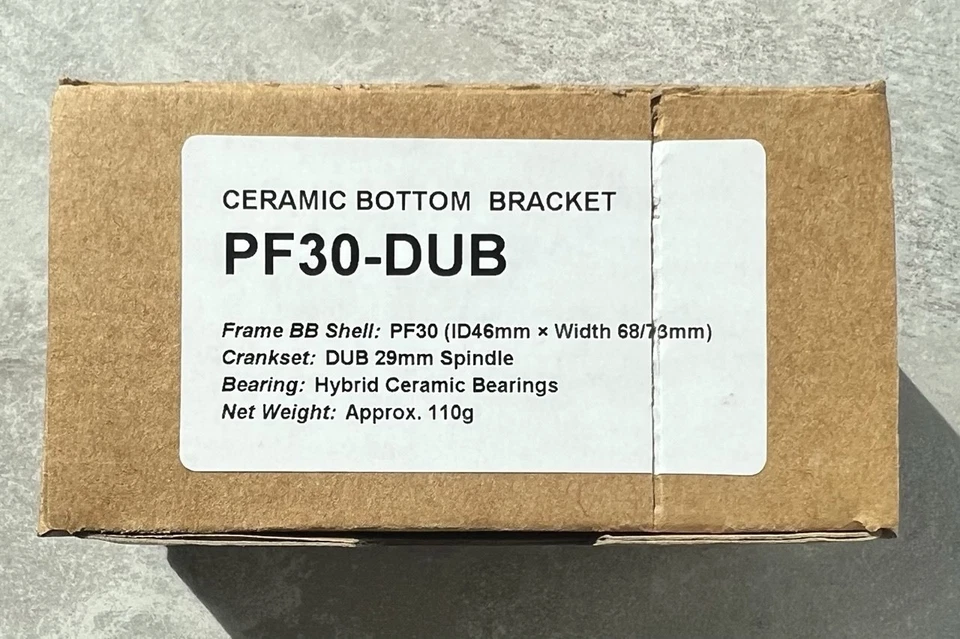 CERAMIC BOTTOM BRACKET
PF30-DUB
Frame BB Shell: PF30 (ID46mm × Width 68/73mm)
Crankset: DUB 29mm Spindle
Bearing: Hybrid Ceramic Bearings
Net Weight: Approx. 110g